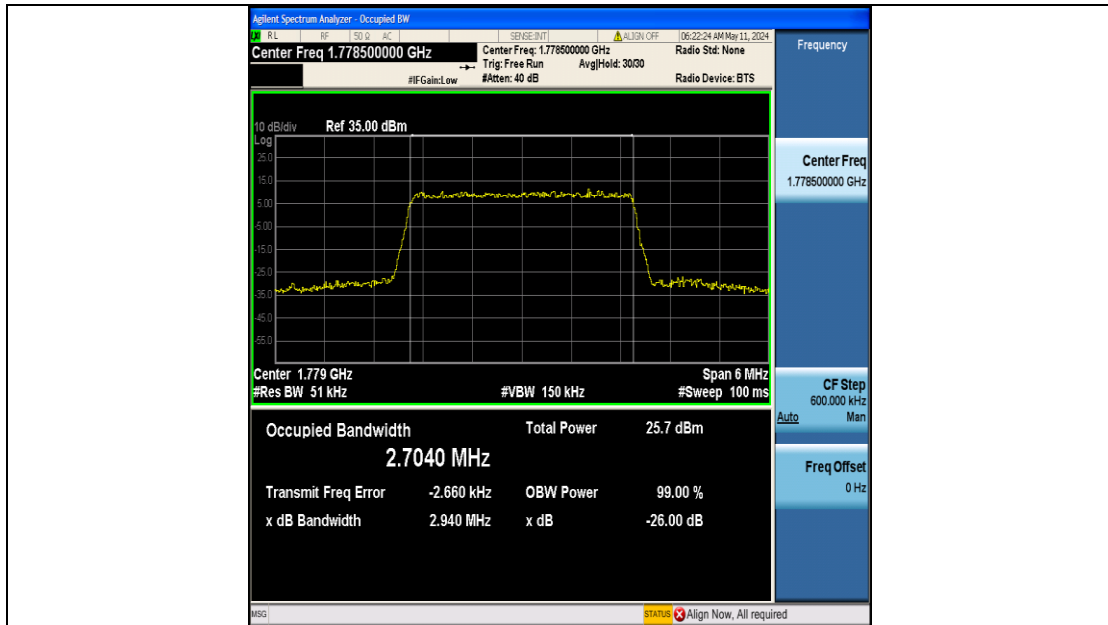 Agilent Spectrum Analyzer - Occupied BW
RL RF 50 Ω AC SENSE:INT ALIGN OFF 06:22:24 AM May 11, 2024
Center Freq 1.778500000 GHz
Center Freq: 1.778500000 GHz Radio Std: None
Trig: Free Run Avg|Hold: 30/30
#IFGain:Low #Atten: 40 dB Radio Device: BTS
10 dB/div Ref 35.00 dBm
Log
25.0
15.0
5.00
-5.00
-15.0
-25.0
-35.0
-45.0
-55.0
Center 1.779 GHz Span 6 MHz
#Res BW 51 kHz #VBW 150 kHz #Sweep 100 ms
Occupied Bandwidth Total Power 25.7 dBm
2.7040 MHz
Transmit Freq Error -2.660 kHz OBW Power 99.00 %
x dB Bandwidth 2.940 MHz x dB -26.00 dB
Frequency
Center Freq
1.778500000 GHz
CF Step
600.000 kHz
Auto Man
Freq Offset
0 Hz
MSG STATUS Align Now, All required